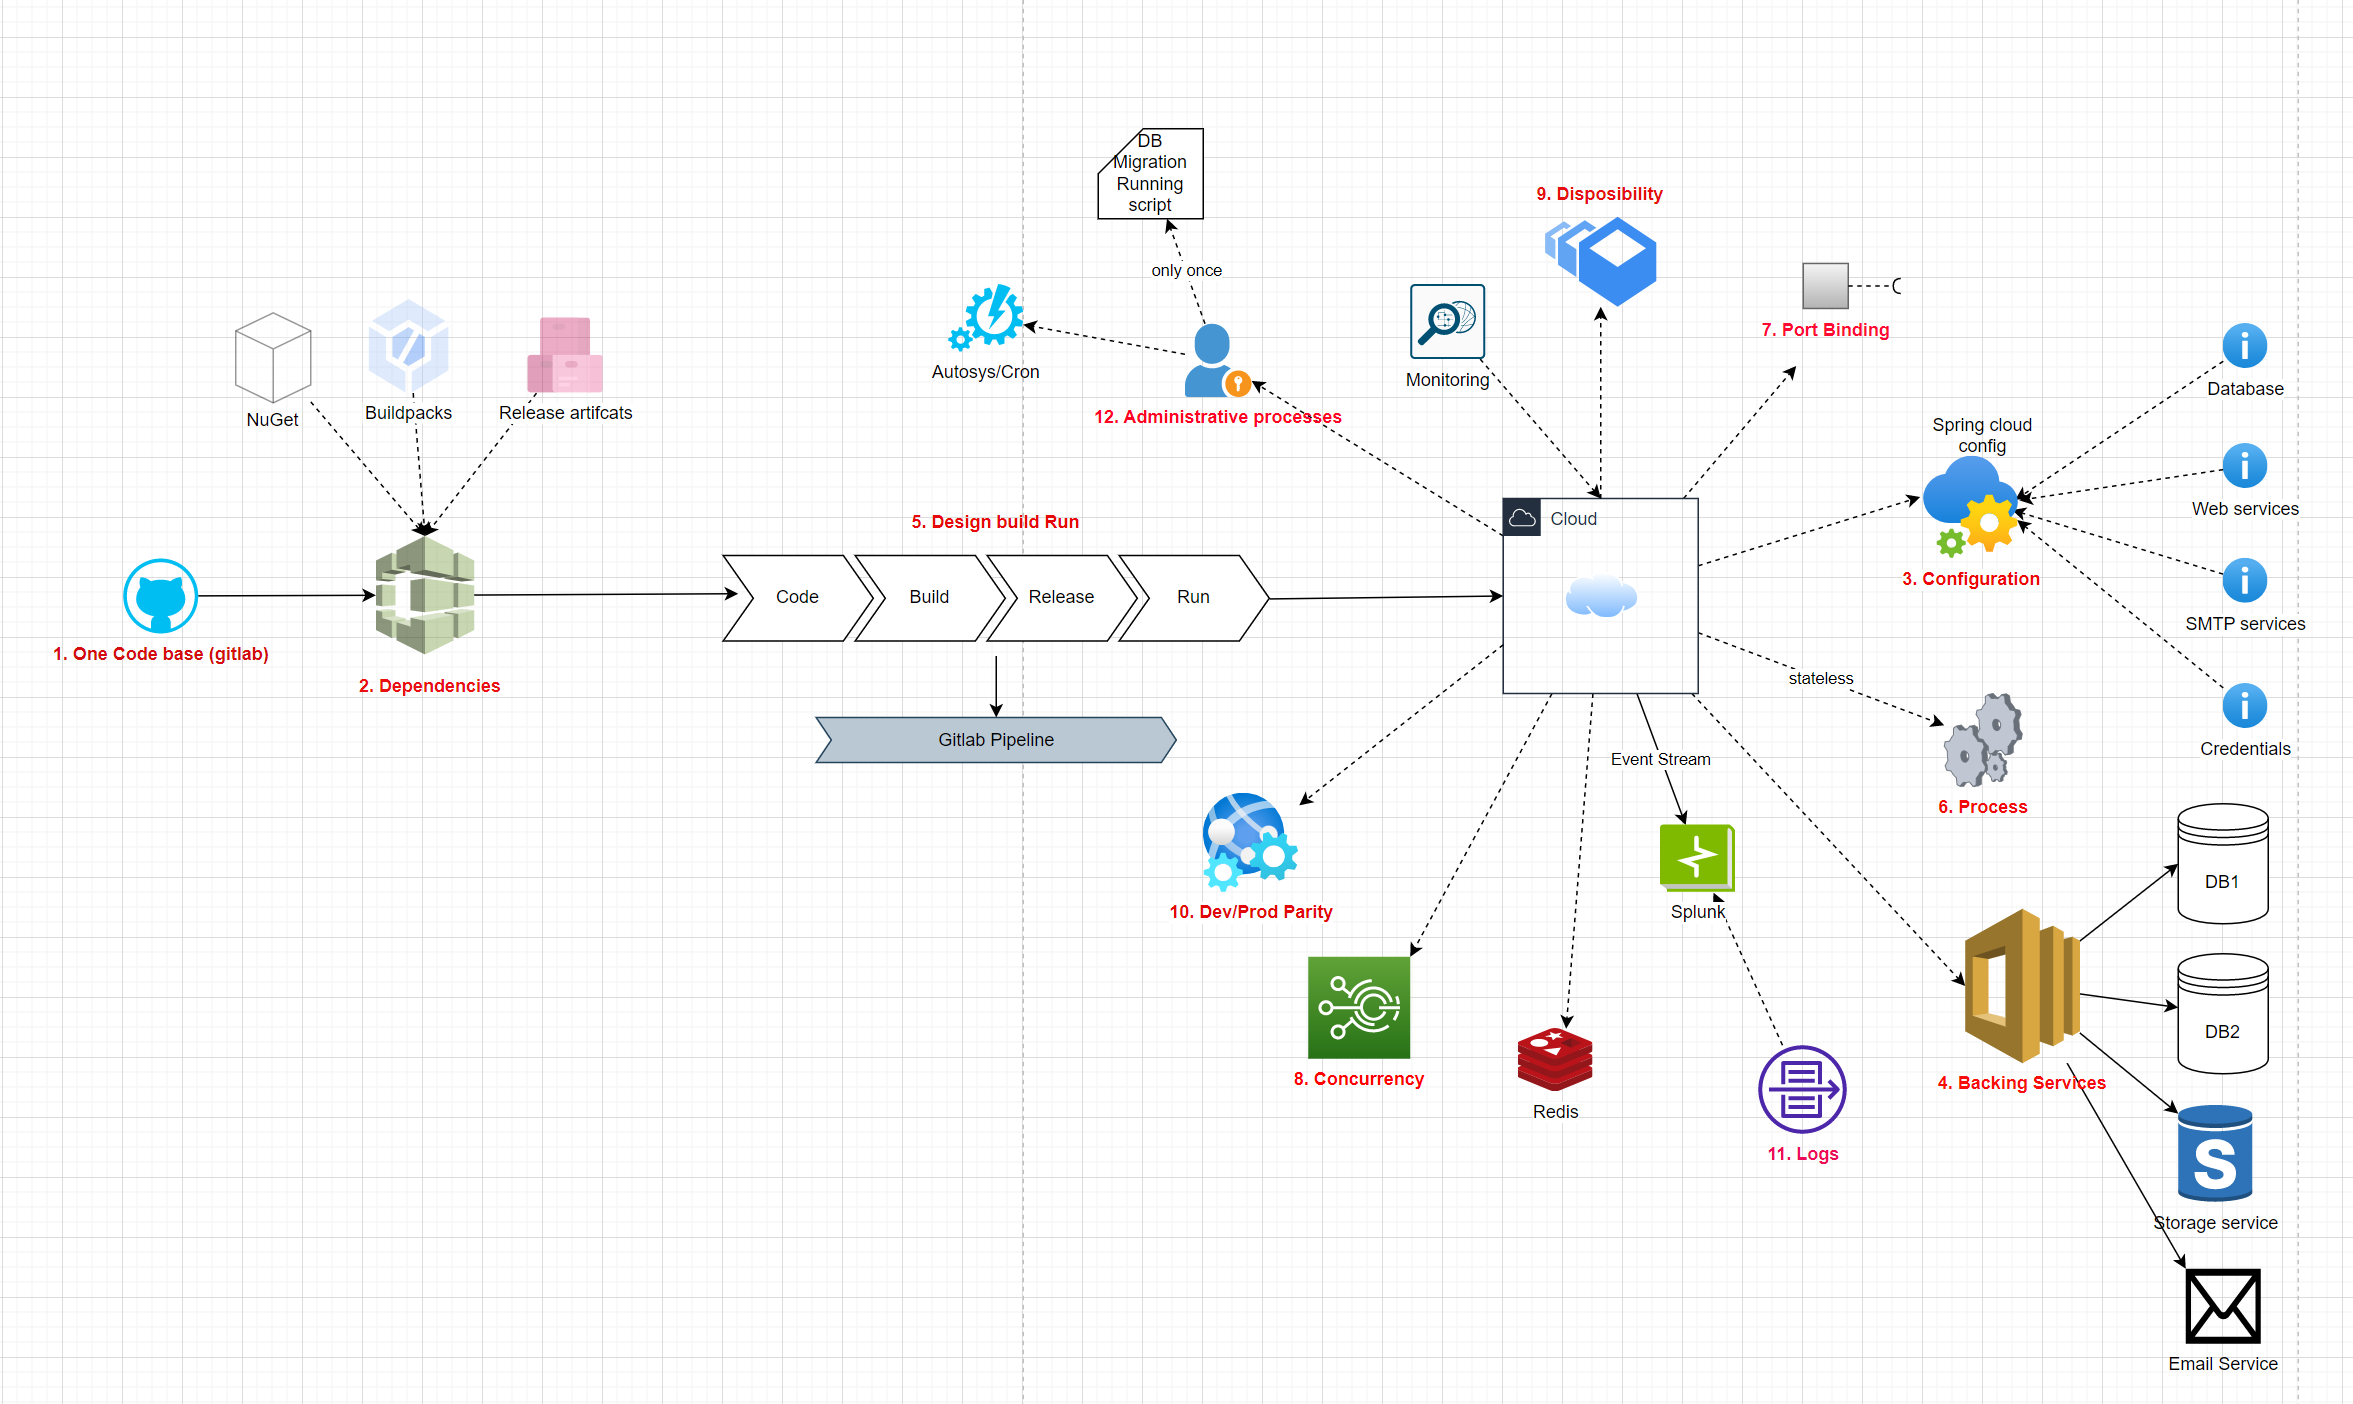 DB
Migration
Running
script
9. Disposibility
only once
7. Port Binding
Autosys/Cron
Monitoring
Database
NuGet
Buildpacks
Release artifcats
12. Administrative processes
Spring cloud
config
Web services
5. Design build Run
Cloud
3. Configuration
Code
Build
Release
Run
SMTP services
1. One Code base (gitlab)
2. Dependencies
stateless
Gitlab Pipeline
Event Stream
Credentials
6. Process
DB1
10. Dev/Prod Parity
Splunk
DB2
8. Concurrency
4. Backing Services
Redis
11. Logs
S
Storage service
Email Service